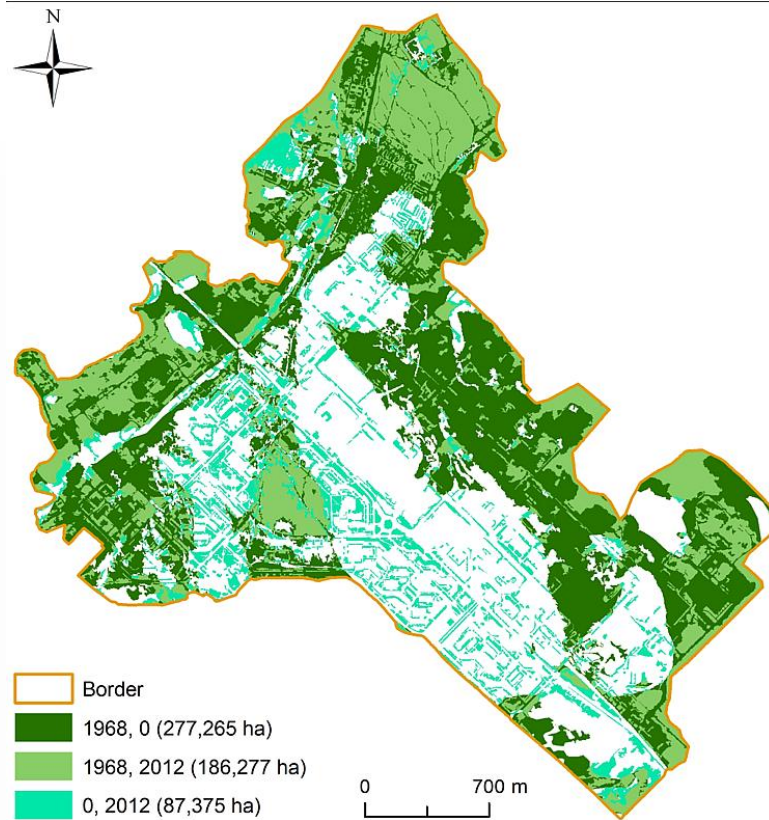 N
Border
1968, 0 (277,265 ha)
1968, 2012 (186,277 ha)
0, 2012 (87,375 ha)
0 700 m